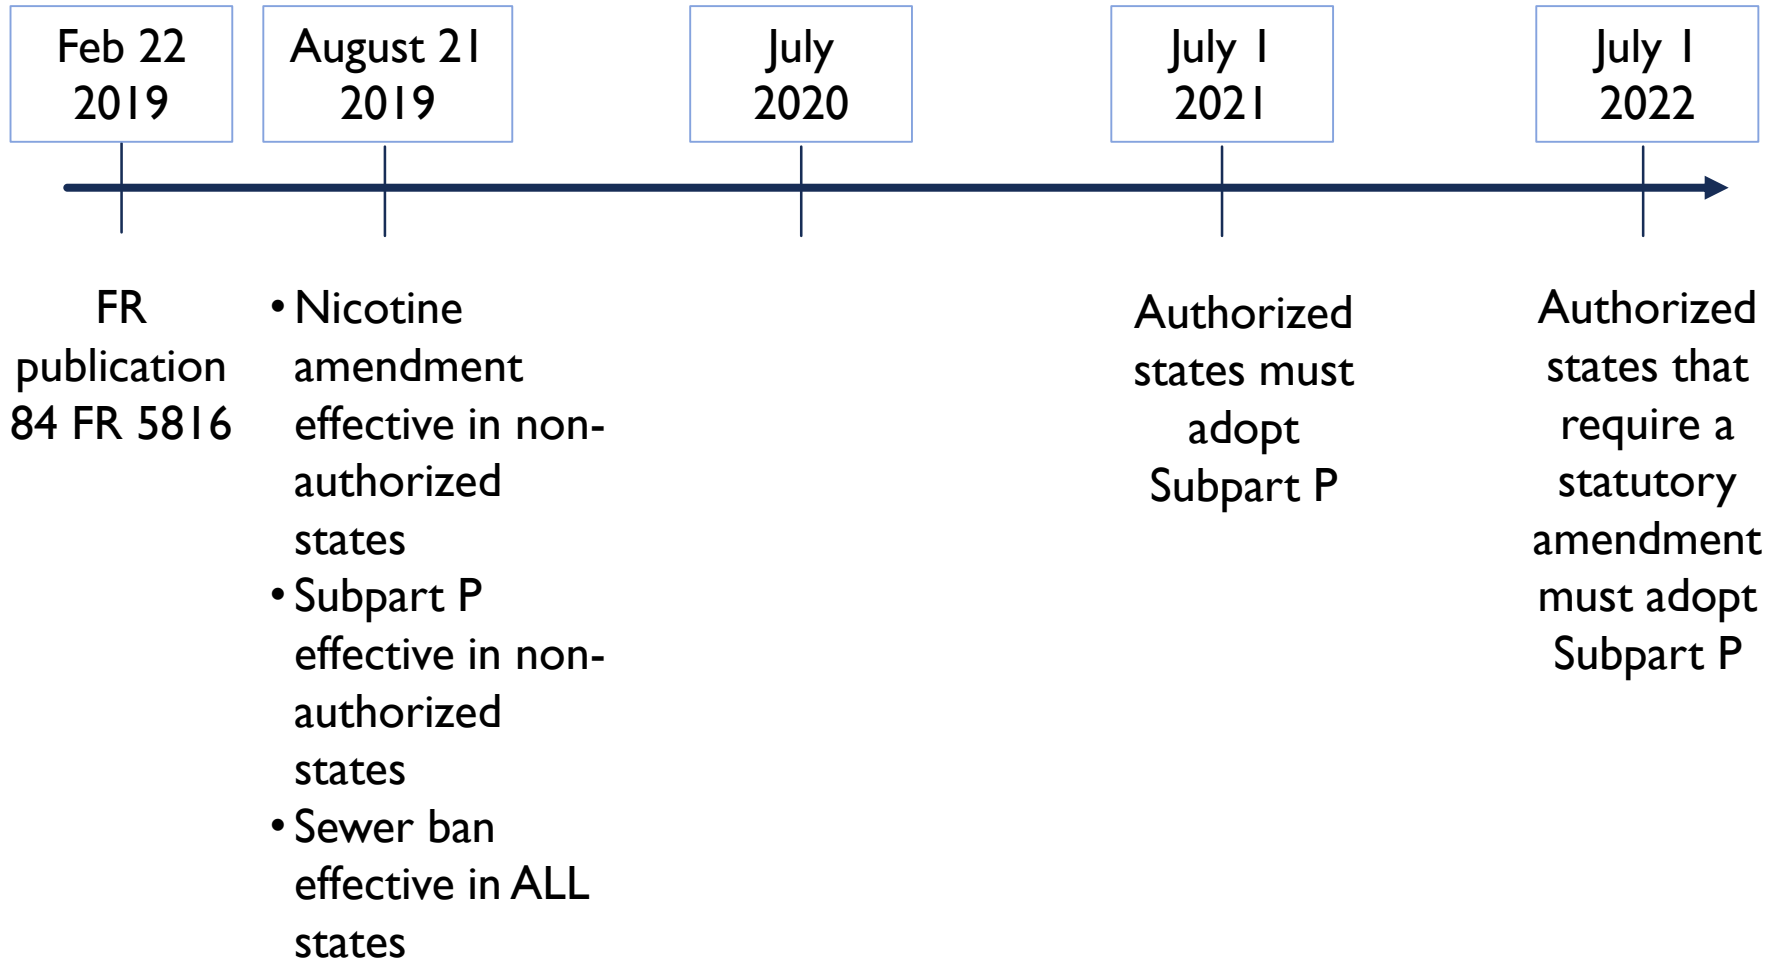 Feb 22
2019
August 21
2019
July
2020
July 1
2021
July 1
2022
FR
publication
84 FR 5816
• Nicotine
amendment
effective in non-
authorized
states
• Subpart P
effective in non-
authorized
states
• Sewer ban
effective in ALL
states
Authorized
states must
adopt
Subpart P
Authorized
states that
require a
statutory
amendment
must adopt
Subpart P